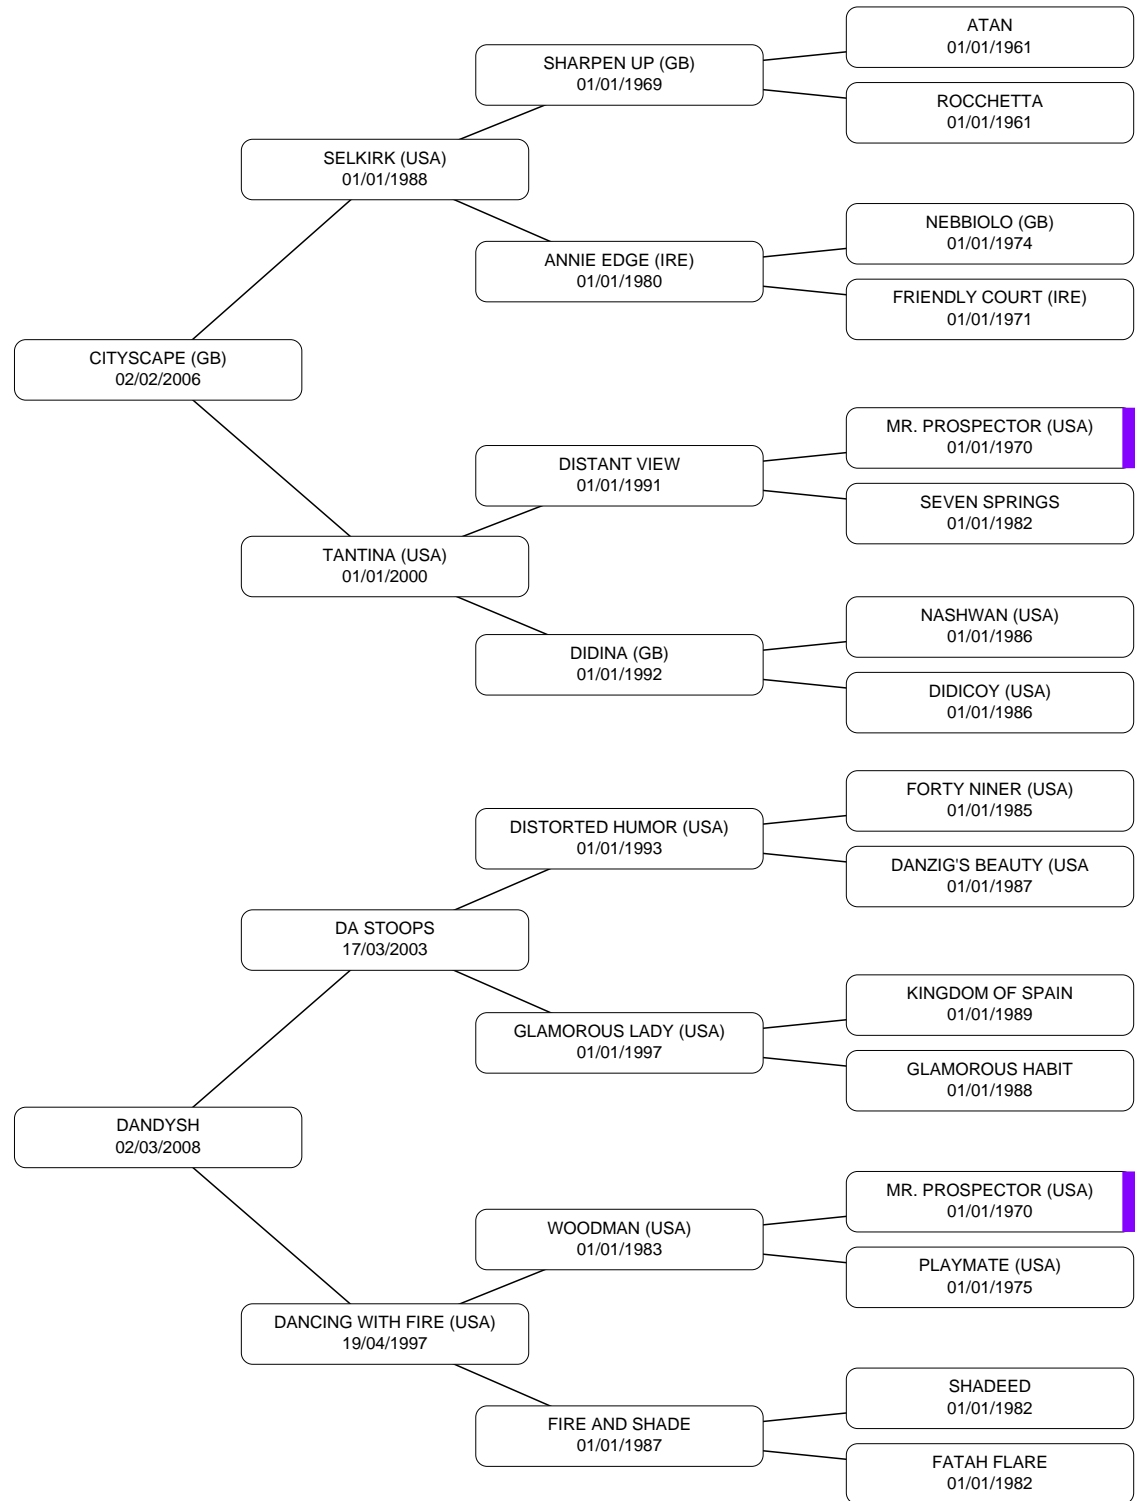 ATAN
01/01/1961
SHARPEN UP (GB)
01/01/1969
ROCCHETTA
01/01/1961
SELKIRK (USA)
01/01/1988
NEBBIOLO (GB)
01/01/1974
ANNIE EDGE (IRE)
01/01/1980
FRIENDLY COURT (IRE)
01/01/1971
CITYSCAPE (GB)
02/02/2006
MR. PROSPECTOR (USA)
01/01/1970
DISTANT VIEW
01/01/1991
SEVEN SPRINGS
01/01/1982
TANTINA (USA)
01/01/2000
NASHWAN (USA)
01/01/1986
DIDINA (GB)
01/01/1992
DIDICOY (USA)
01/01/1986
FORTY NINER (USA)
01/01/1985
DISTORTED HUMOR (USA)
01/01/1993
DANZIG'S BEAUTY (USA
01/01/1987
DA STOOPS
17/03/2003
KINGDOM OF SPAIN
01/01/1989
GLAMOROUS LADY (USA)
01/01/1997
GLAMOROUS HABIT
01/01/1988
DANDYSH
02/03/2008
MR. PROSPECTOR (USA)
01/01/1970
WOODMAN (USA)
01/01/1983
PLAYMATE (USA)
01/01/1975
DANCING WITH FIRE (USA)
19/04/1997
SHADEED
01/01/1982
FIRE AND SHADE
01/01/1987
FATAH FLARE
01/01/1982